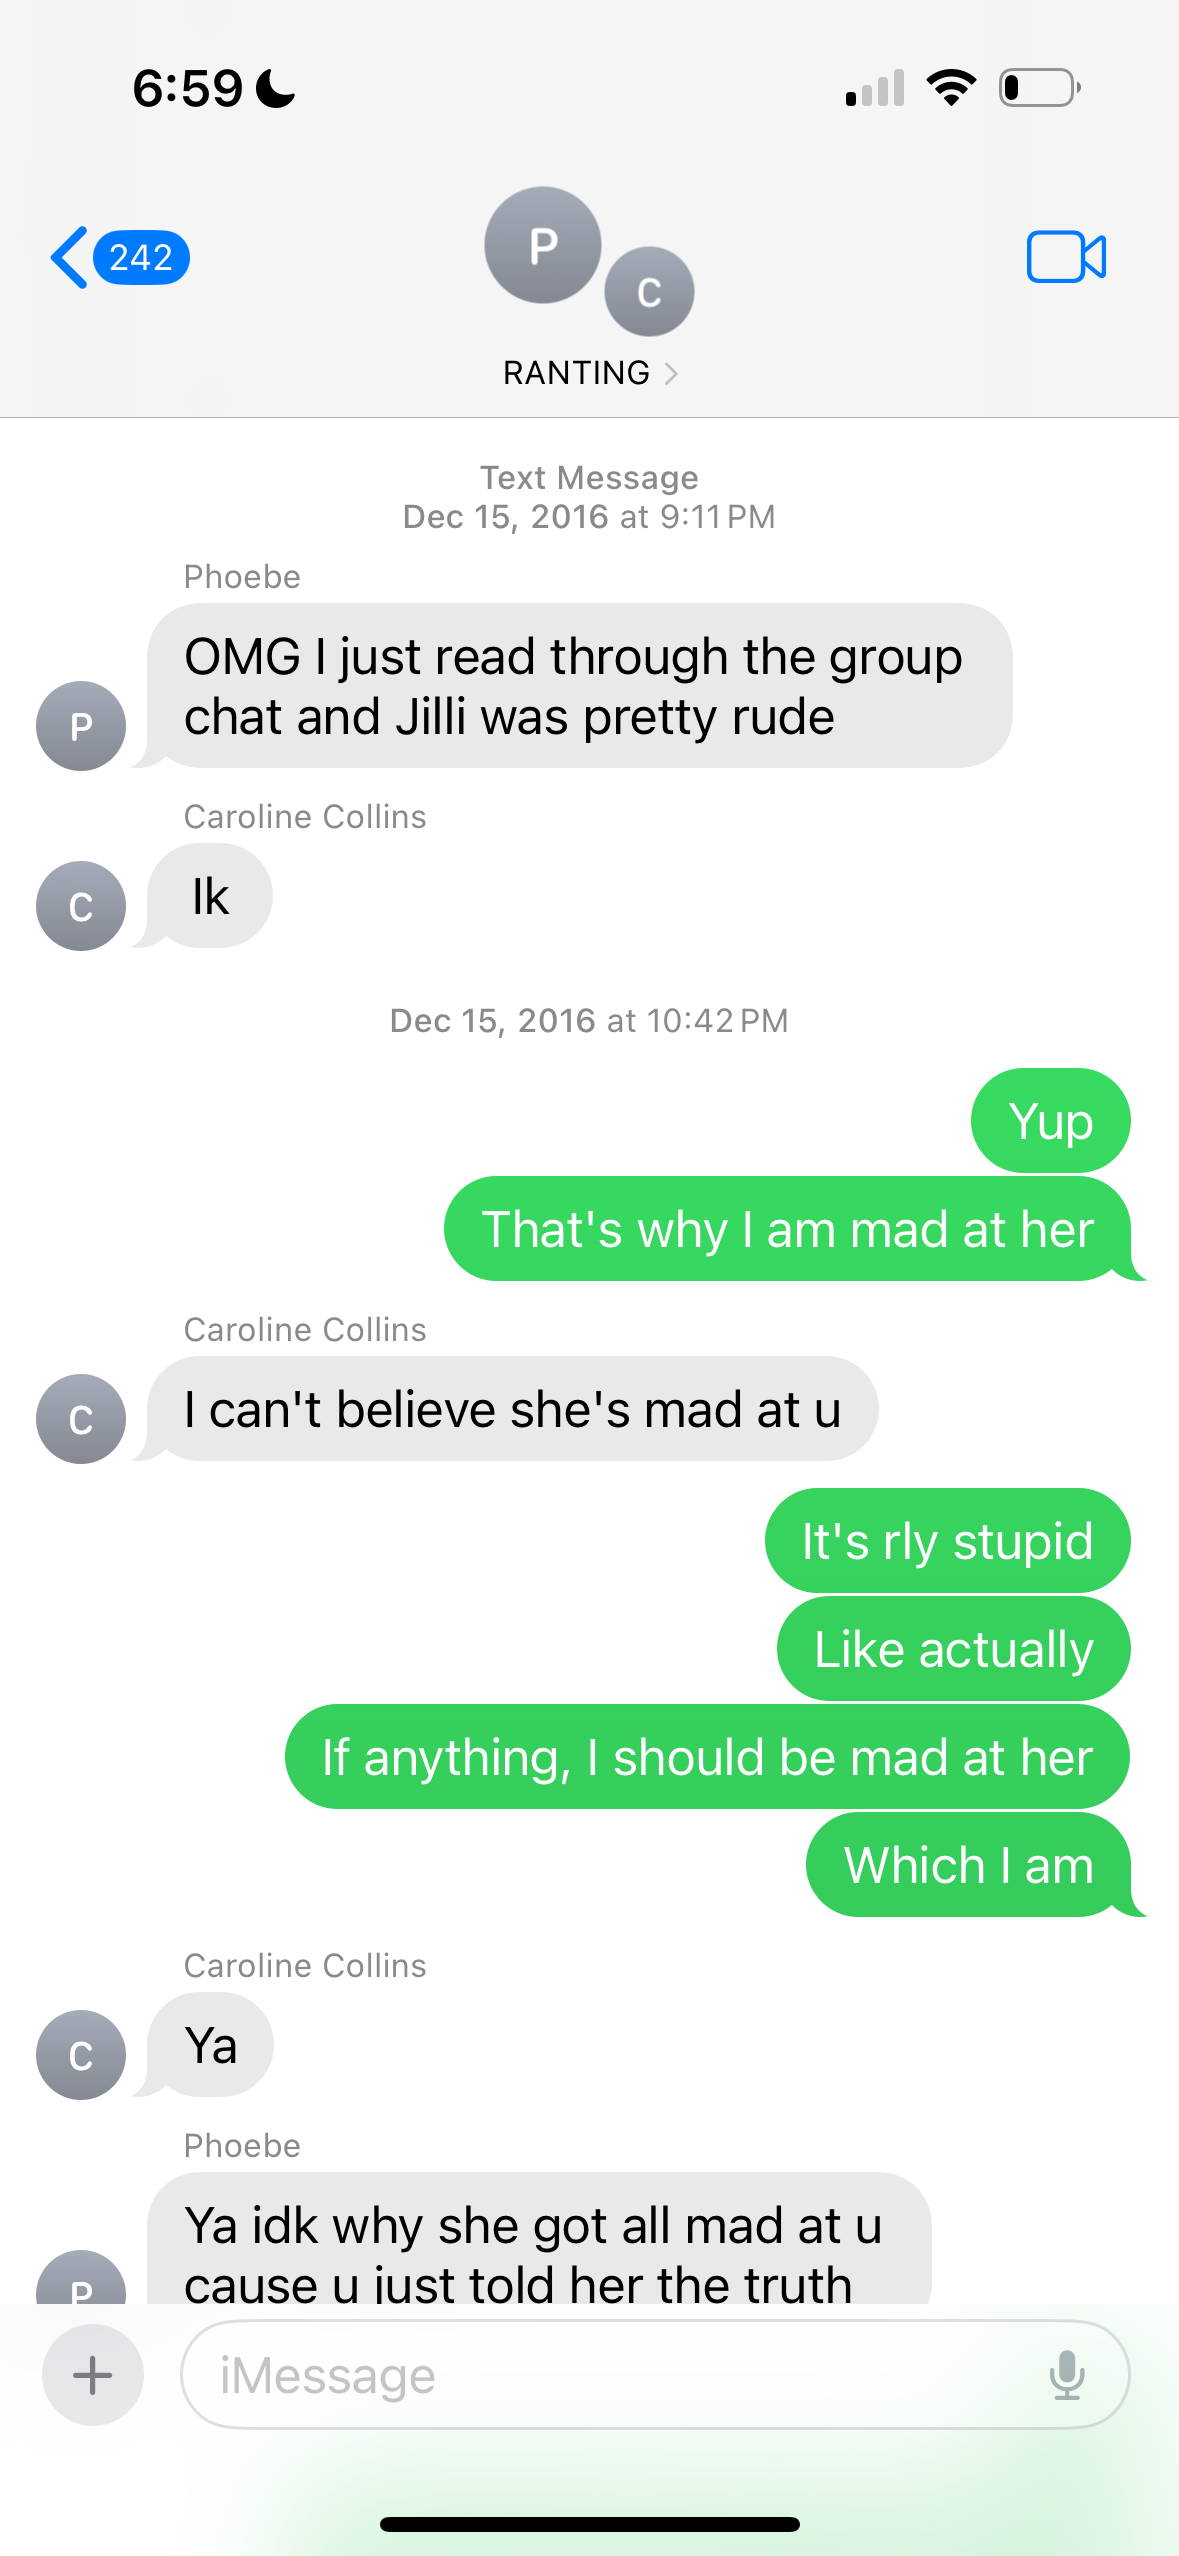 6:59
242
P
C
RANTING
Text Message
Dec 15, 2016 at 9:11 PM
Phoebe
OMG I just read through the group
chat and Jilli was pretty rude
P
Caroline Collins
Ik
C
Dec 15, 2016 at 10:42 PM
Yup
That's why I am mad at her
Caroline Collins
I can't believe she's mad at u
C
It's rly stupid
Like actually
If anything, I should be mad at her
Which I am
Caroline Collins
Ya
C
Phoebe
Ya idk why she got all mad at u
cause u just told her the truth
P
iMessage